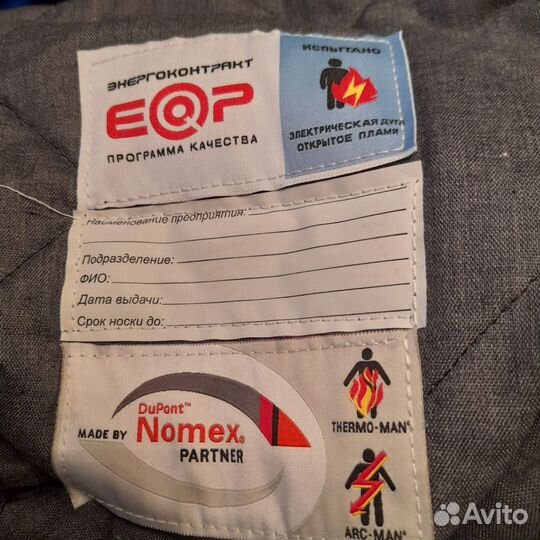 ЭНЕРГОКОНТРАКТ
EQP
ПРОГРАММА КАЧЕСТВА
ИСПЫТАНО
ЭЛЕКТРИЧЕСКАЯ ДУГА
ОТКРЫТОЕ ПЛАМЯ
Наименование предприятия:
Подразделение:
ФИО:
Дата выдачи:
Срок носки до:
DuPont™
MADE BY Nomex®
PARTNER
THERMO-MAN®
ARC-MAN®
Avito